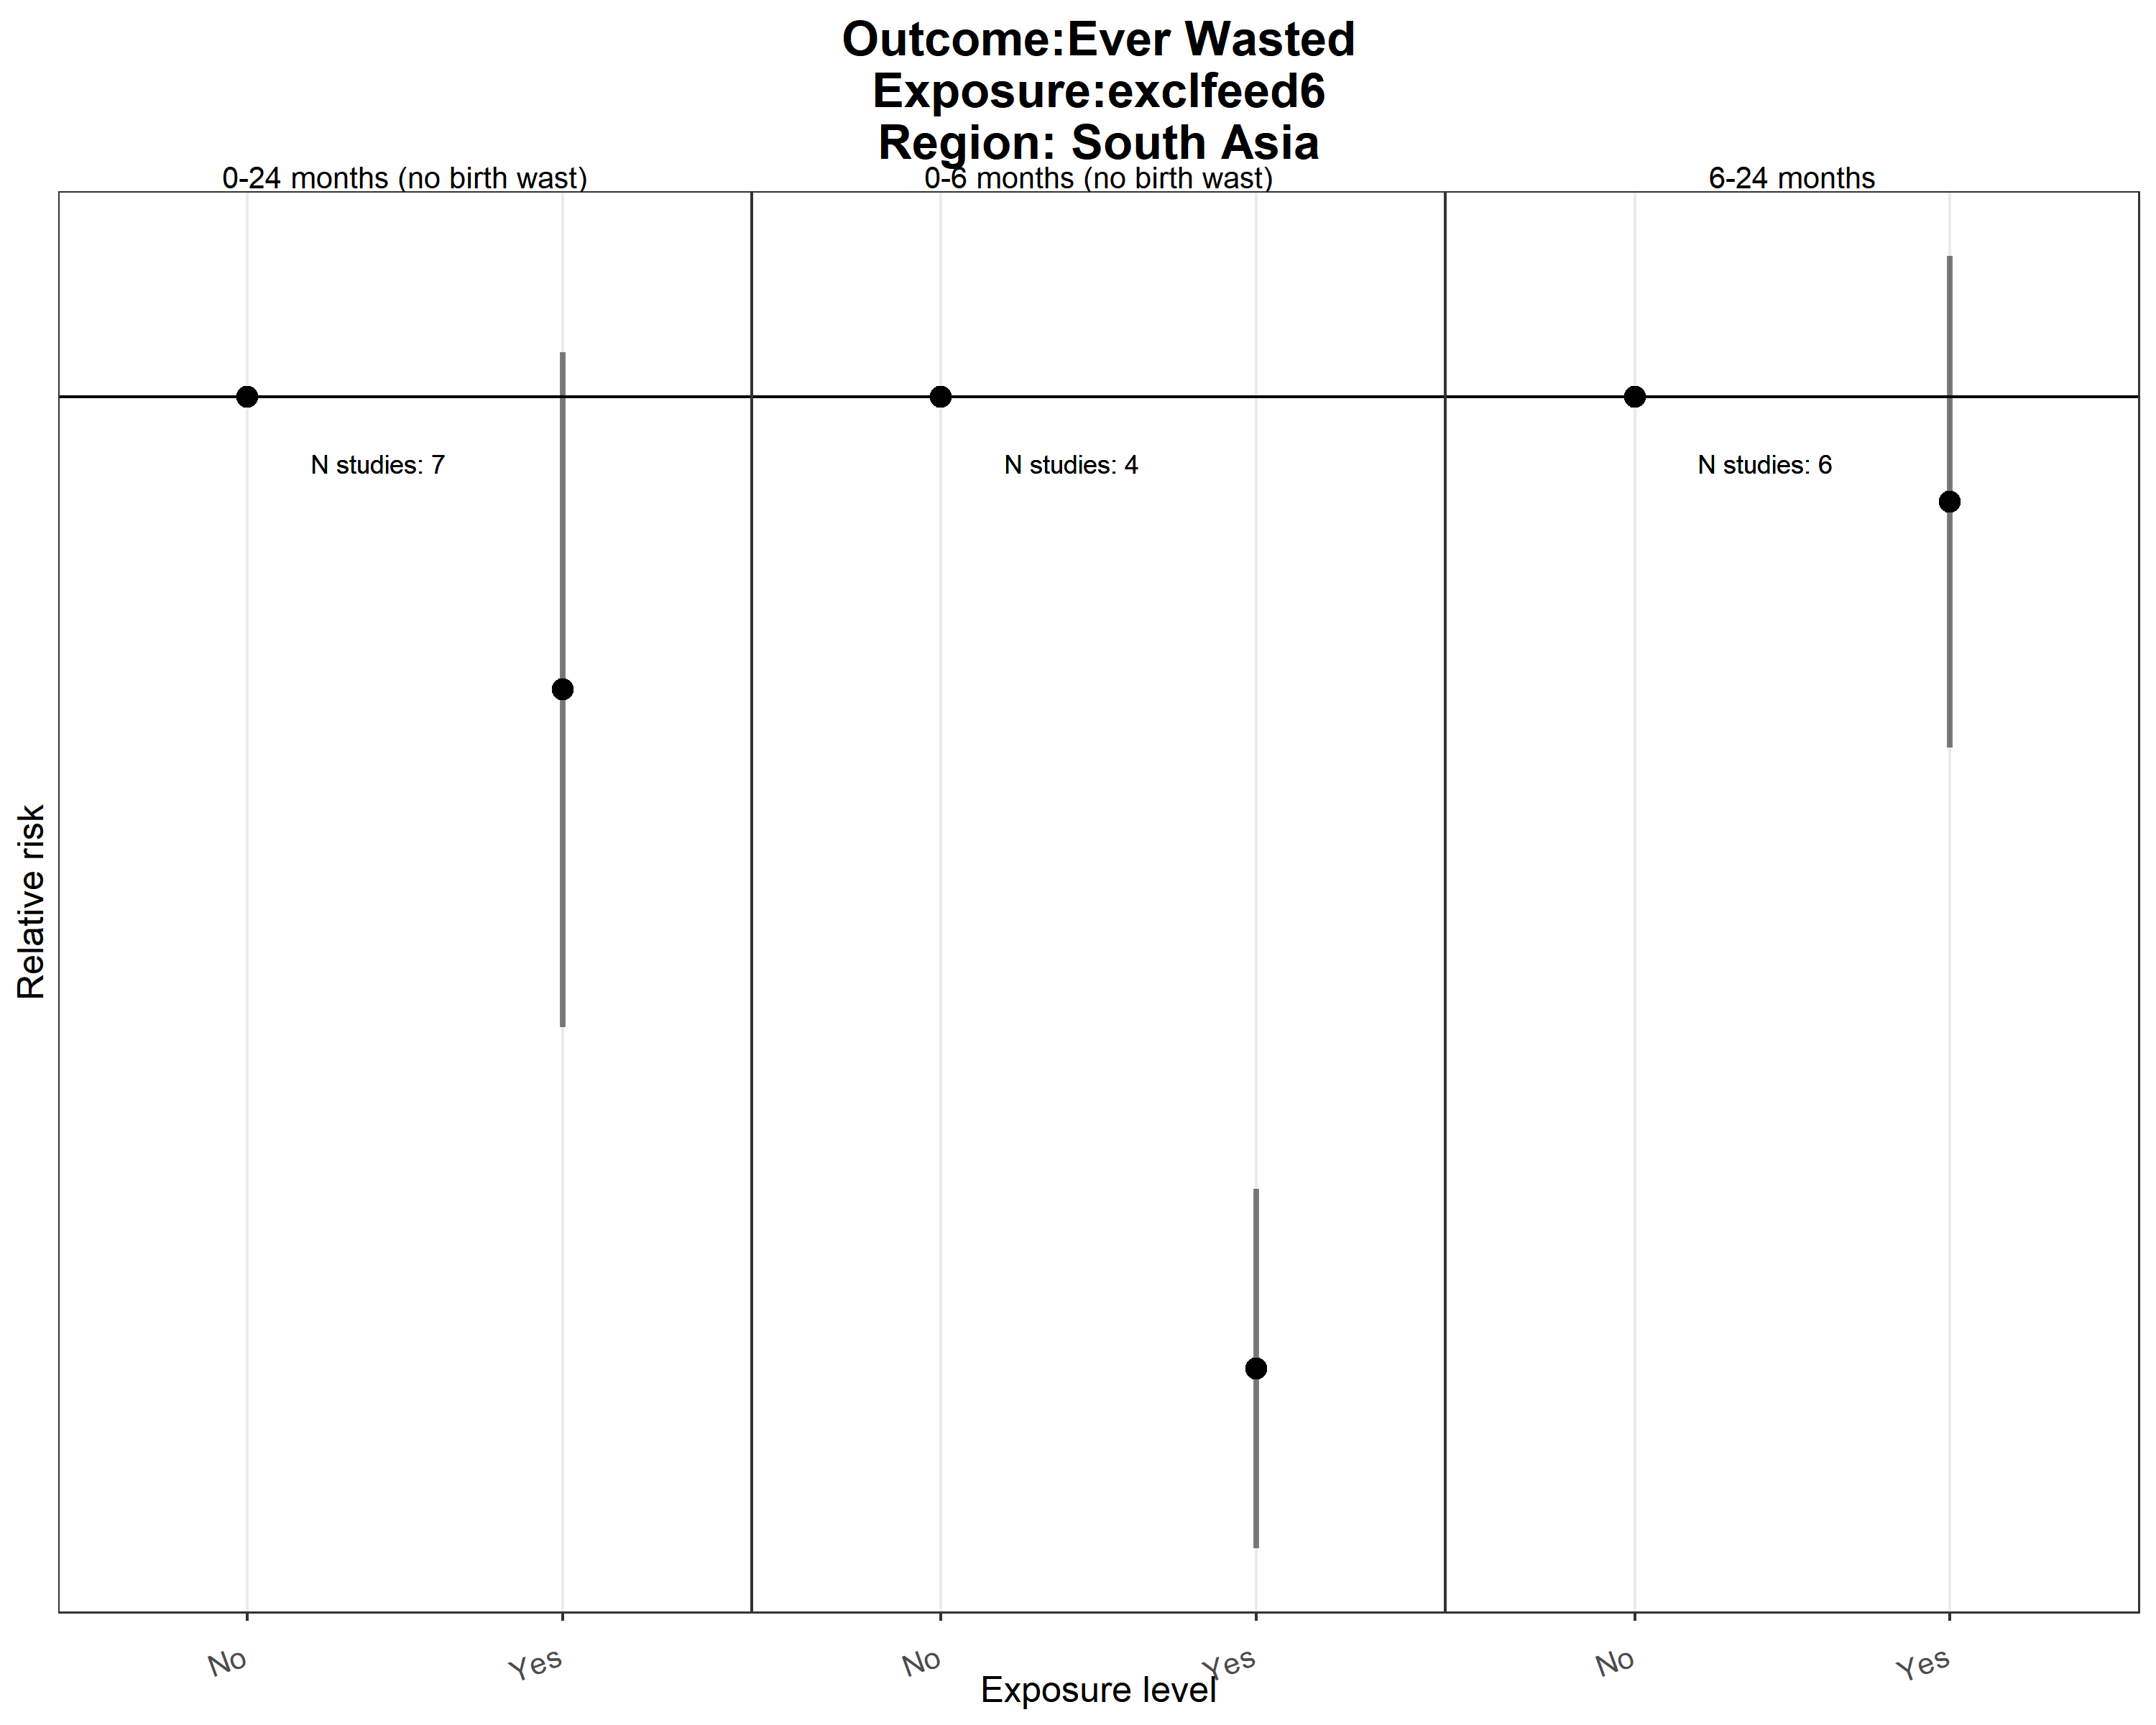 Outcome:Ever Wasted
Exposure:exclfeed6
Region: South Asia
0-24 months (no birth wast)
0-6 months (no birth wast)
6-24 months
N studies: 7
N studies: 4
N studies: 6
Relative risk
No
Yes
No
Yes
No
Yes
Exposure level